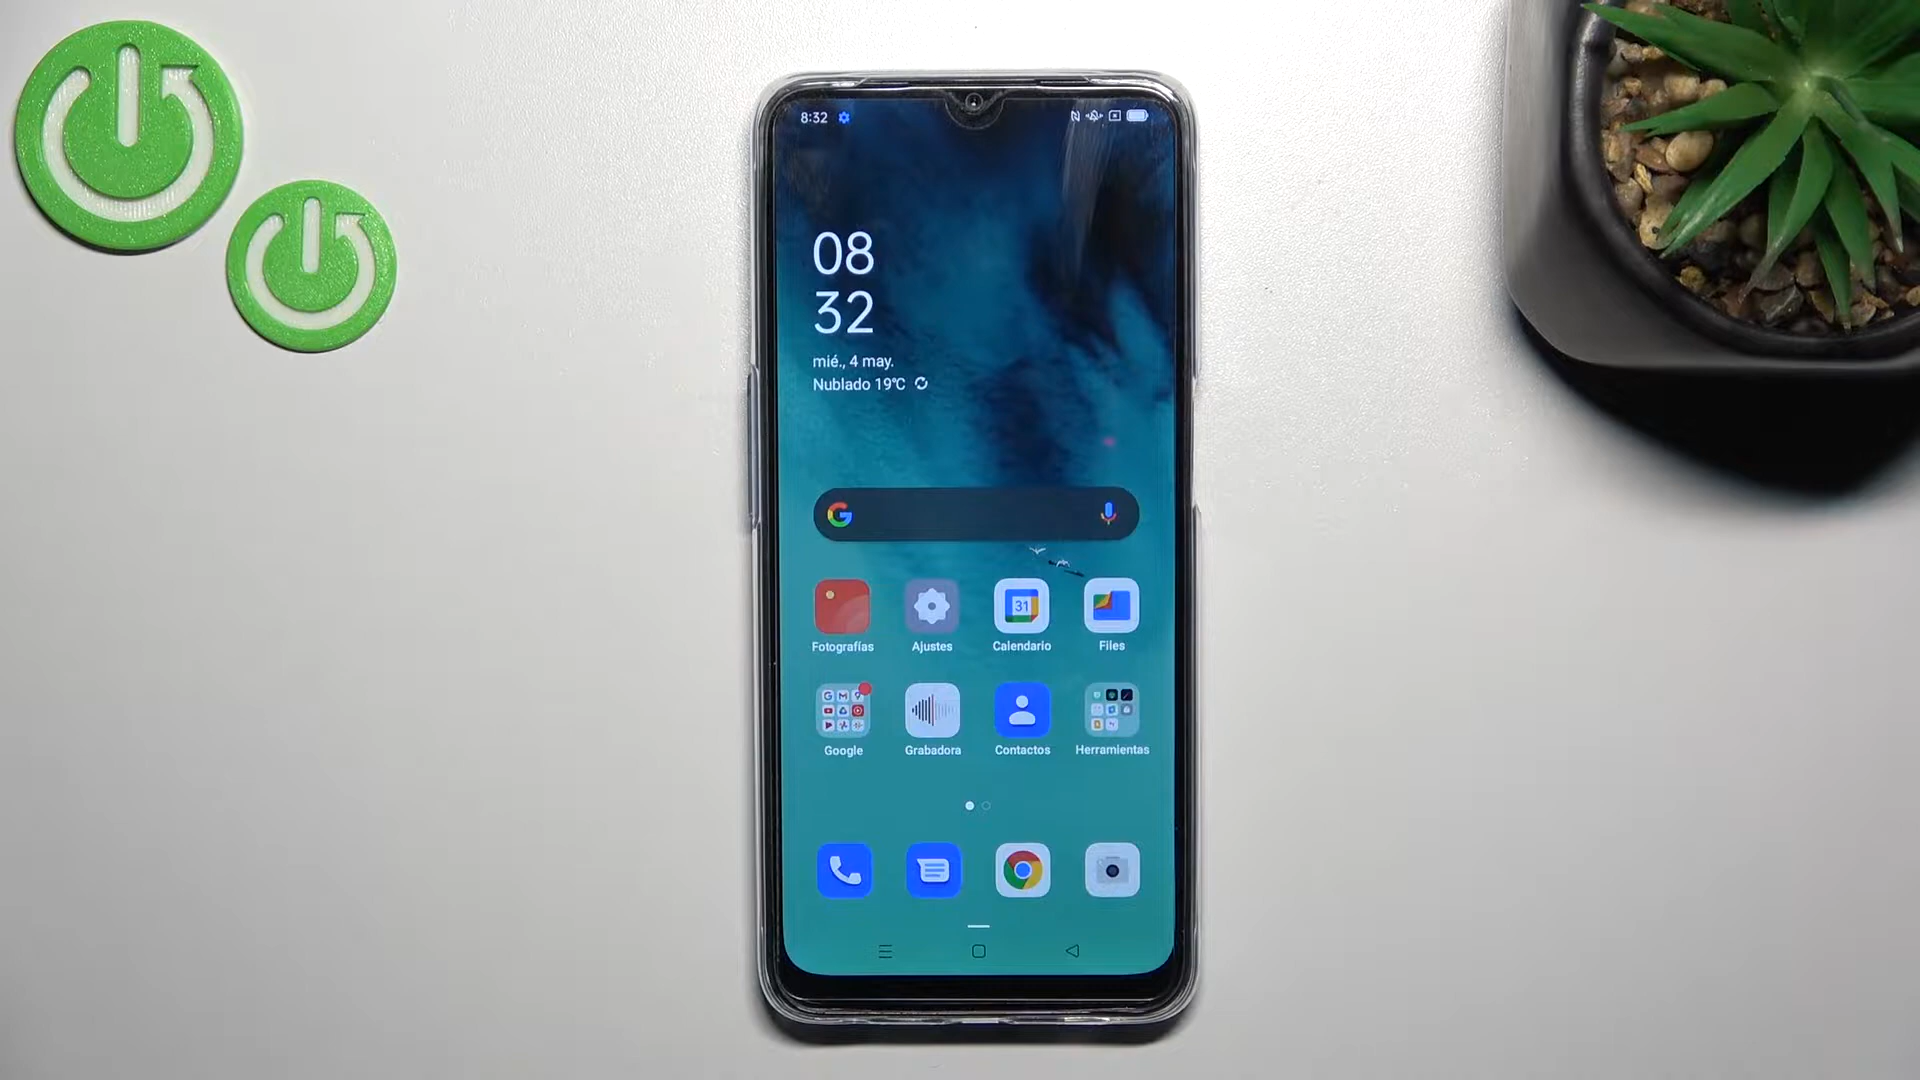 8:32
08
32
mié., 4 may.
Nublado 19°C
Fotografías Ajustes Calendario Files
31
Google Grabadora Contactos Herramientas